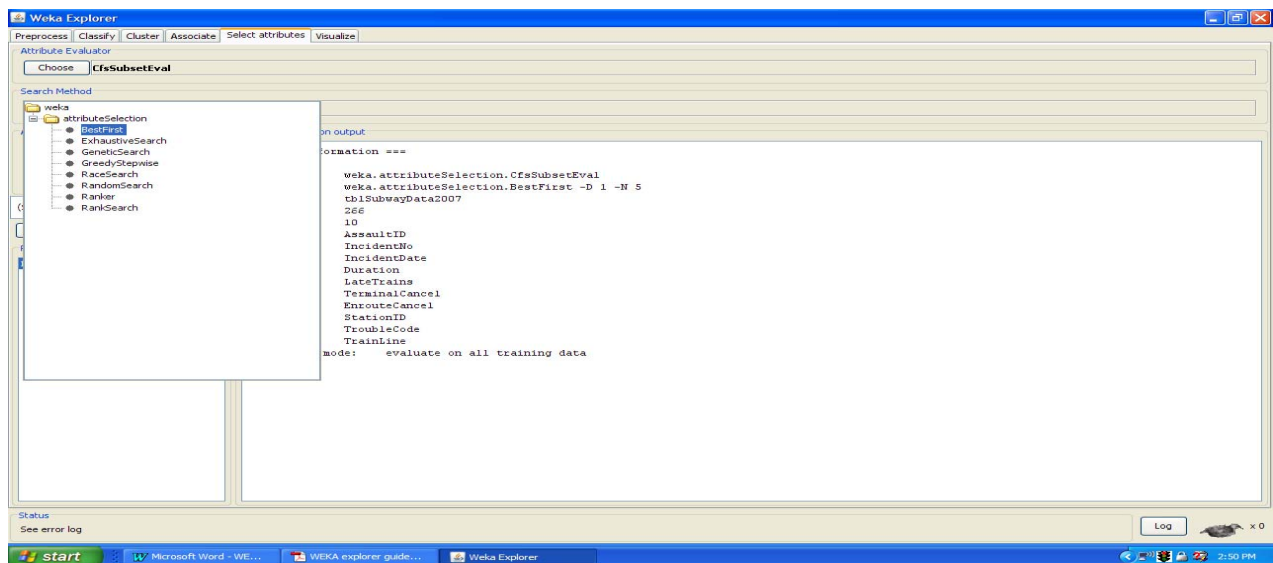 Weka Explorer
Preprocess Classify Cluster Associate Select attributes Visualize
Attribute Evaluator
Choose CfsSubsetEval
Search Method
weka
attributeSelection
BestFirst
ExhaustiveSearch
GeneticSearch
GreedyStepwise
RaceSearch
RandomSearch
Ranker
RankSearch
on output
ormation ===
weka.attributeSelection.CfsSubsetEval
weka.attributeSelection.BestFirst -D 1 -N 5
tblSubwayData2007
266
10
AssaultID
IncidentNo
IncidentDate
Duration
LateTrains
TerminalCancel
EnrouteCancel
StationID
TroubleCode
TrainLine
mode: evaluate on all training data
Status
See error log
Log x 0
start Microsoft Word - WE... WEKA explorer guide... Weka Explorer 2:50 PM